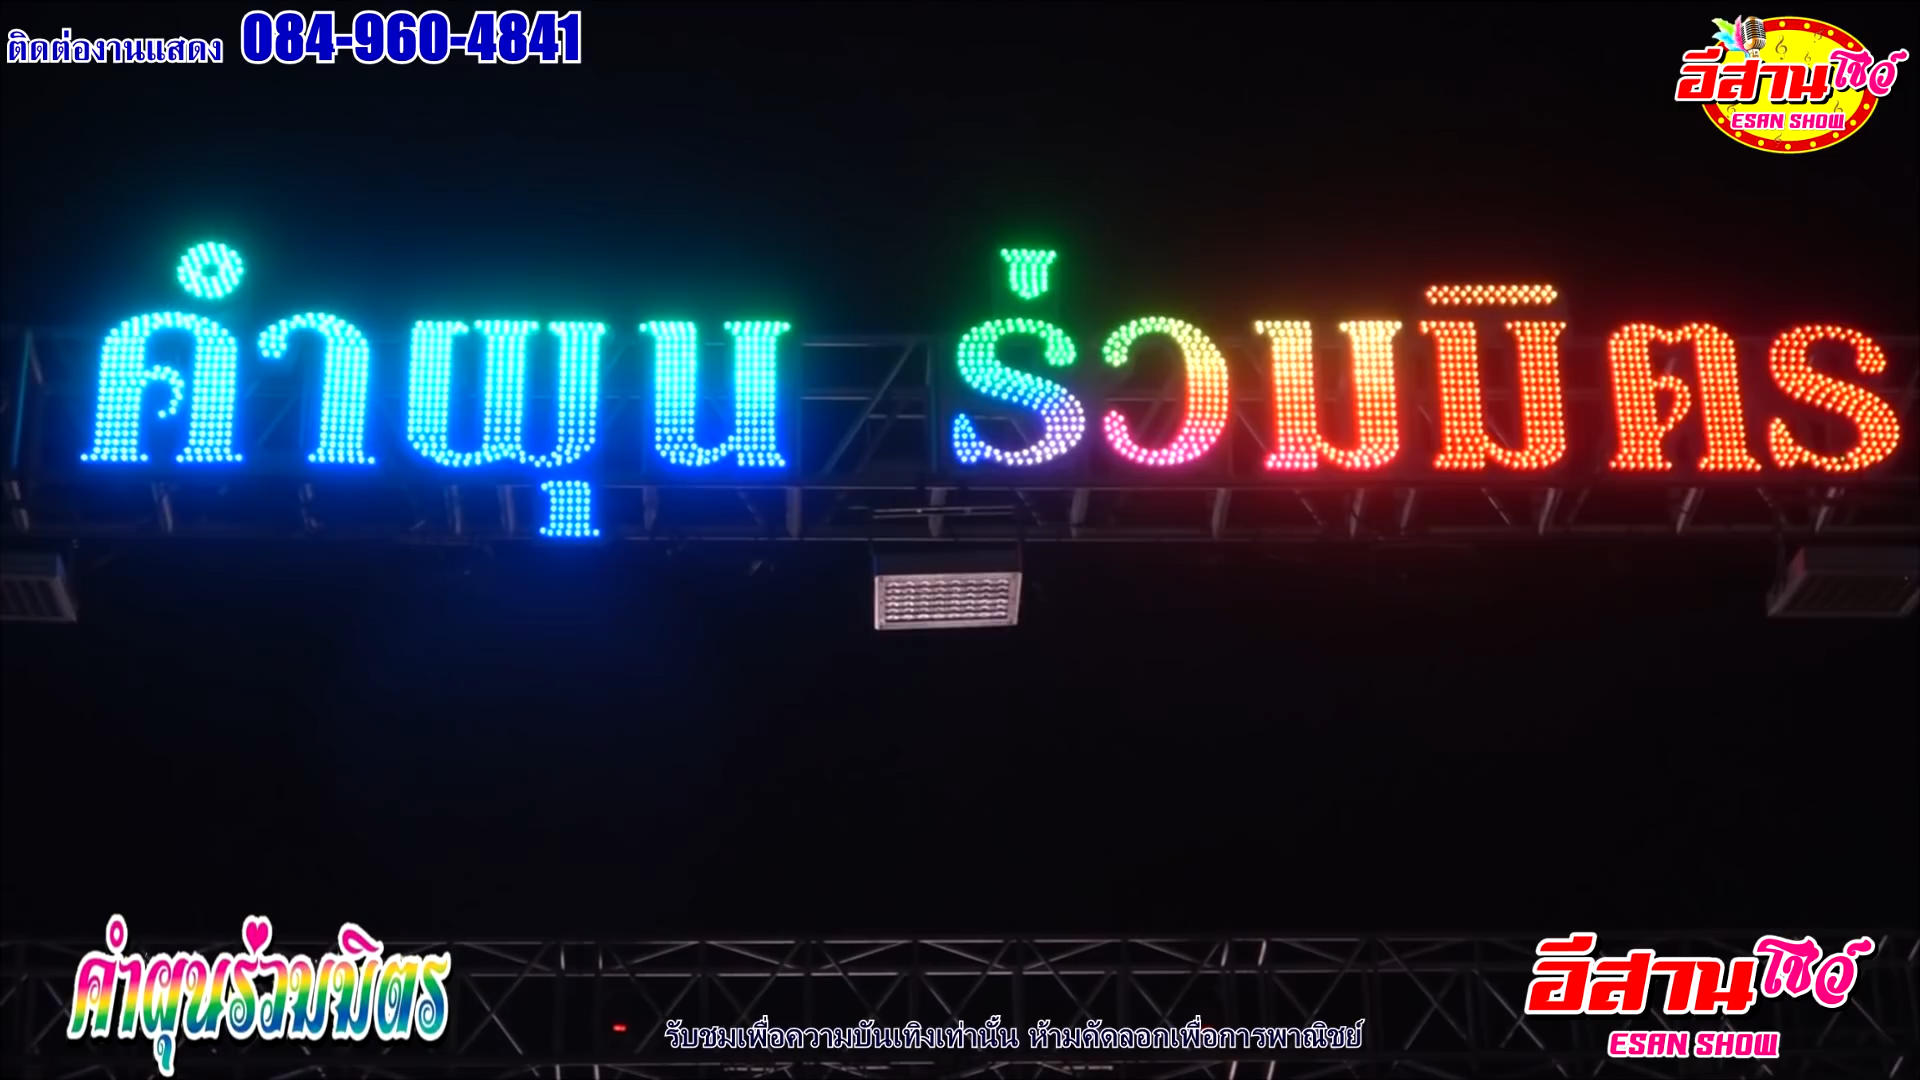 ติดต่องานแสดง 084-960-4841
อีสานโชว์
ESAN SHOW
คำผุน ร่วมมิตร
คำผุนร่วมมิตร
อีสานโชว์
ESAN SHOW
รับชมเพื่อความบันเทิงเท่านั้น ห้ามคัดลอกเพื่อการพาณิชย์